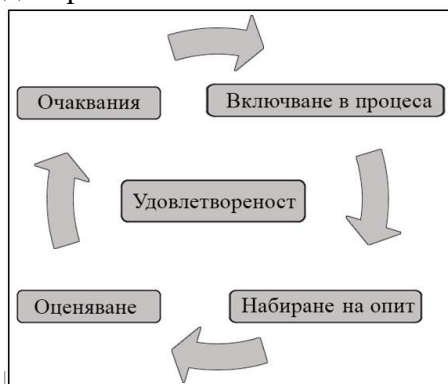 Очаквания
Включване в процеса
Удовлетвореност
Оценяване
Набиране на опит